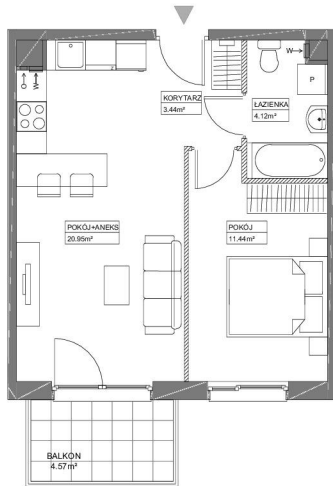 W
O
W
KORYTARZ
3.44m²
ŁAZIENKA
4.12m²
P
POKÓJ+ANEKS
20.95m²
POKÓJ
11.44m²
BALKON
4.57m²